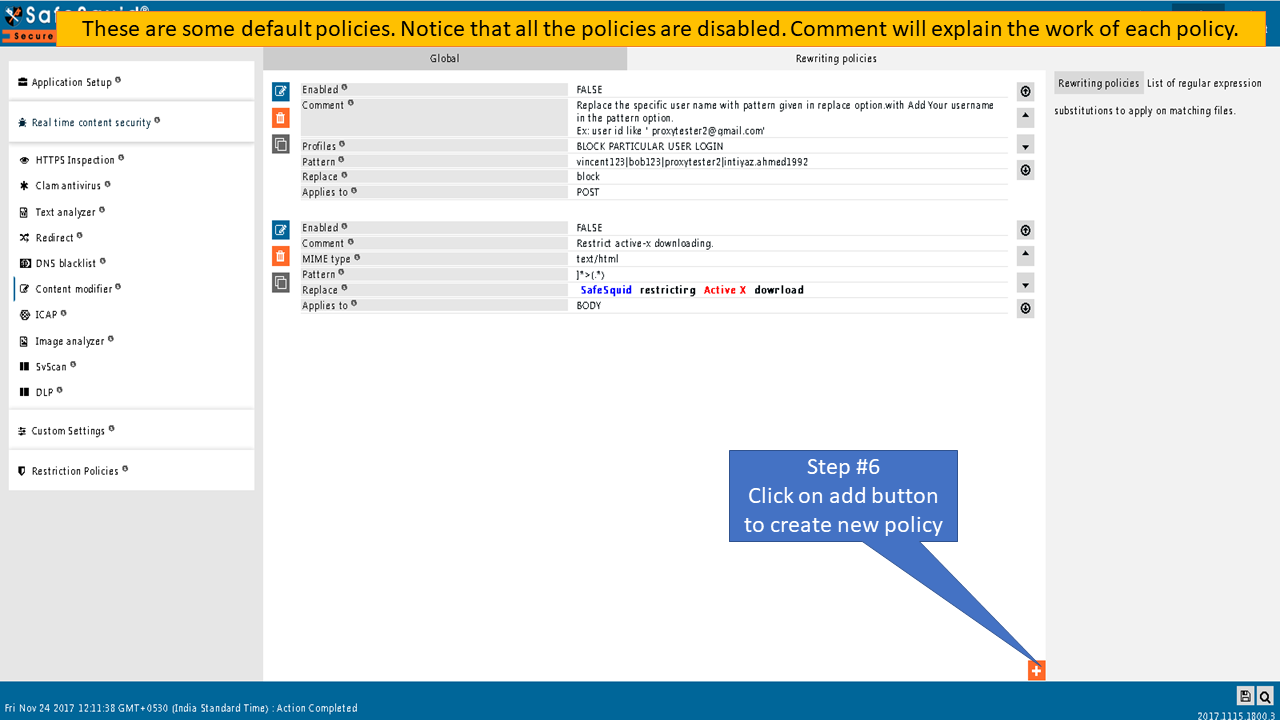 SafeSquid®
Secure
These are some default policies. Notice that all the policies are disabled. Comment will explain the work of each policy.
Application Setup
Real time content security
HTTPS Inspection
Clam antivirus
Text analyzer
Redirect
DNS blacklist
Content modifier
ICAP
Image analyzer
SvScan
DLP
Custom Settings
Restriction Policies
Global
Rewriting policies
Enabled FALSE
Comment Replace the specific user name with pattern given in replace option.with Add Your username
in the pattern option.
Ex: user id like ' proxytester2@gmail.com'
Profiles BLOCK PARTICULAR USER LOGIN
Pattern vincent123|bob123|proxytester2|intiyaz.ahmed1992
Replace block
Applies to POST
Enabled FALSE
Comment Restrict active-x downloading.
MIME type text/html
Pattern ]*>(.*)
Replace SafeSquid restricting Active X download
Applies to BODY
Rewriting policies List of regular expression
substitutions to apply on matching files.
Step #6
Click on add button
to create new policy
Fri Nov 24 2017 12:11:38 GMT+0530 (India Standard Time) : Action Completed
2017.1115.1800.3